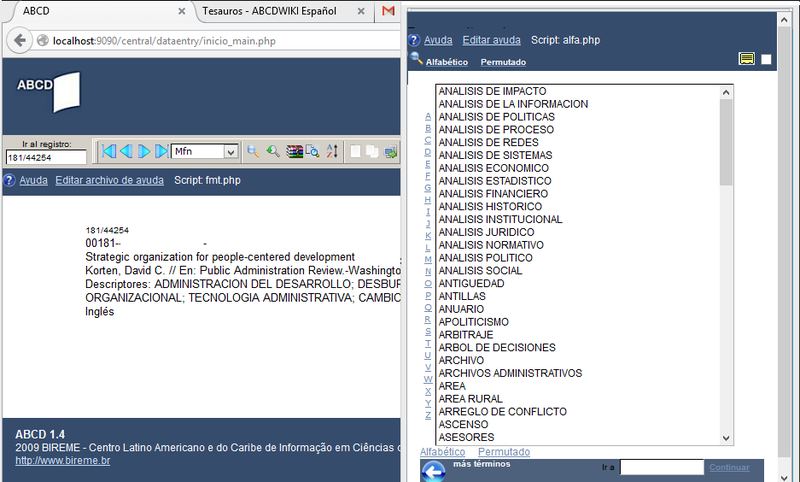 ABCD
Tesauros - ABCDWIKI Español
localhost:9090/central/dataentry/inicio_main.php
ABCD
Ir al registro:
181/44254
Mfn
Ayuda Editar archivo de ayuda Script: fmt.php
181/44254
00181-- -
Strategic organization for people-centered development
Korten, David C. // En: Public Administration Review.-Washingto
Descriptores: ADMINISTRACION DEL DESARROLLO; DESBUR
ORGANIZACIONAL; TECNOLOGIA ADMINISTRATIVA; CAMBIO
Inglés
ABCD 1.4
2009 BIREME - Centro Latino Americano e do Caribe de Informação em Ciências d
http://www.bireme.br
Ayuda Editar ayuda Script: alfa.php
Alfabético Permutado
A
B
C
D
E
F
G
H
I
J
K
L
M
N
O
P
Q
R
S
T
U
V
W
X
Y
Z
ANALISIS DE IMPACTO
ANALISIS DE LA INFORMACION
ANALISIS DE POLITICAS
ANALISIS DE PROCESO
ANALISIS DE REDES
ANALISIS DE SISTEMAS
ANALISIS ECONOMICO
ANALISIS ESTADISTICO
ANALISIS FINANCIERO
ANALISIS HISTORICO
ANALISIS INSTITUCIONAL
ANALISIS JURIDICO
ANALISIS NORMATIVO
ANALISIS POLITICO
ANALISIS SOCIAL
ANTIGUEDAD
ANTILLAS
ANUARIO
APOLITICISMO
ARBITRAJE
ARBOL DE DECISIONES
ARCHIVO
ARCHIVOS ADMINISTRATIVOS
AREA
AREA RURAL
ARREGLO DE CONFLICTO
ASCENSO
ASESORES
Alfabético Permutado
más términos
Ir a
Continuar